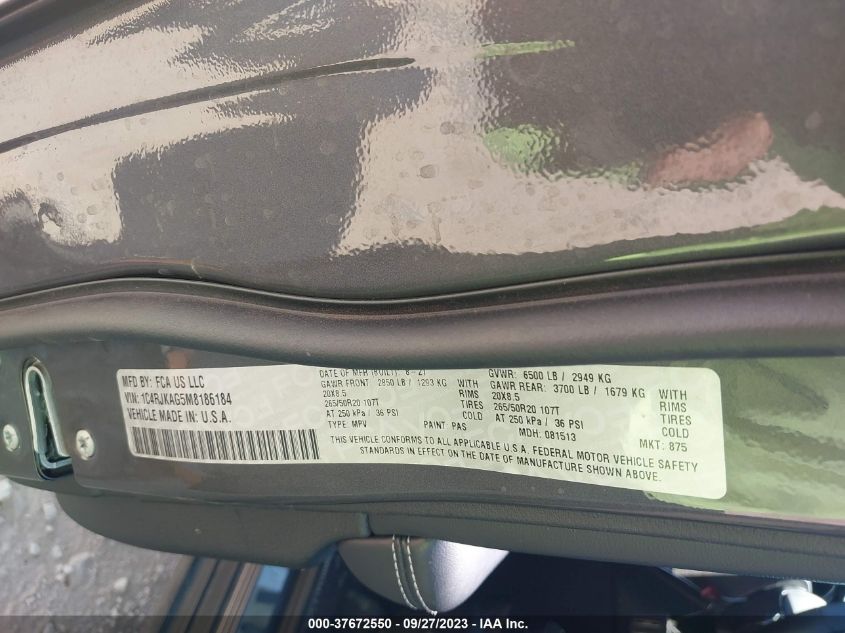 MFD BY: FCA US LLC
VIN: 1C4RJKAG5M8186184
VEHICLE MADE IN: U.S.A.
DATE OF MFR (BUILT): 8-21
GAWR FRONT: 2850 LB / 1293 KG WITH
20X8.5 RIMS
265/50R20 107T TIRES
AT 250 kPa / 36 PSI COLD
TYPE: MPV PAINT: PAS
GVWR: 6500 LB / 2949 KG
GAWR REAR: 3700 LB / 1679 KG WITH
20X8.5 RIMS
265/50R20 107T TIRES
AT 250 kPa / 36 PSI COLD
MDH: 081513 MKT: 875
THIS VEHICLE CONFORMS TO ALL APPLICABLE U.S.A. FEDERAL MOTOR VEHICLE SAFETY
STANDARDS IN EFFECT ON THE DATE OF MANUFACTURE SHOWN ABOVE.
000-37672550 - 09/27/2023 - IAA Inc.